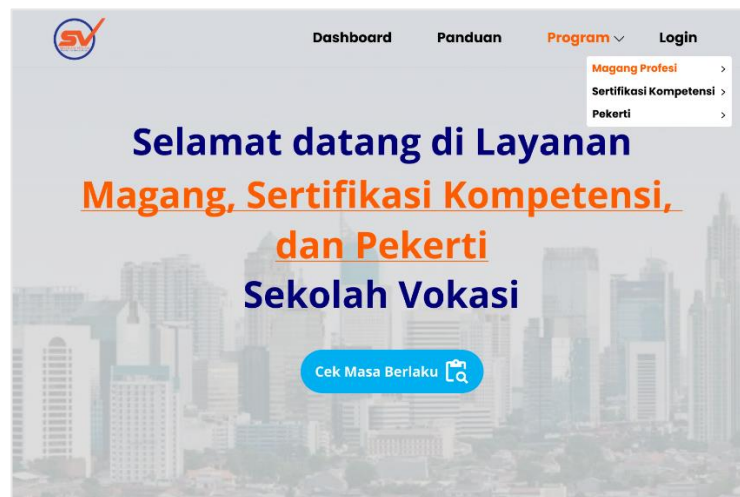 SV
Dashboard Panduan Program Login
Magang Profesi >
Sertifikasi Kompetensi >
Pekerti >
Selamat datang di Layanan
Magang, Sertifikasi Kompetensi,
dan Pekerti
Sekolah Vokasi
Cek Masa Berlaku